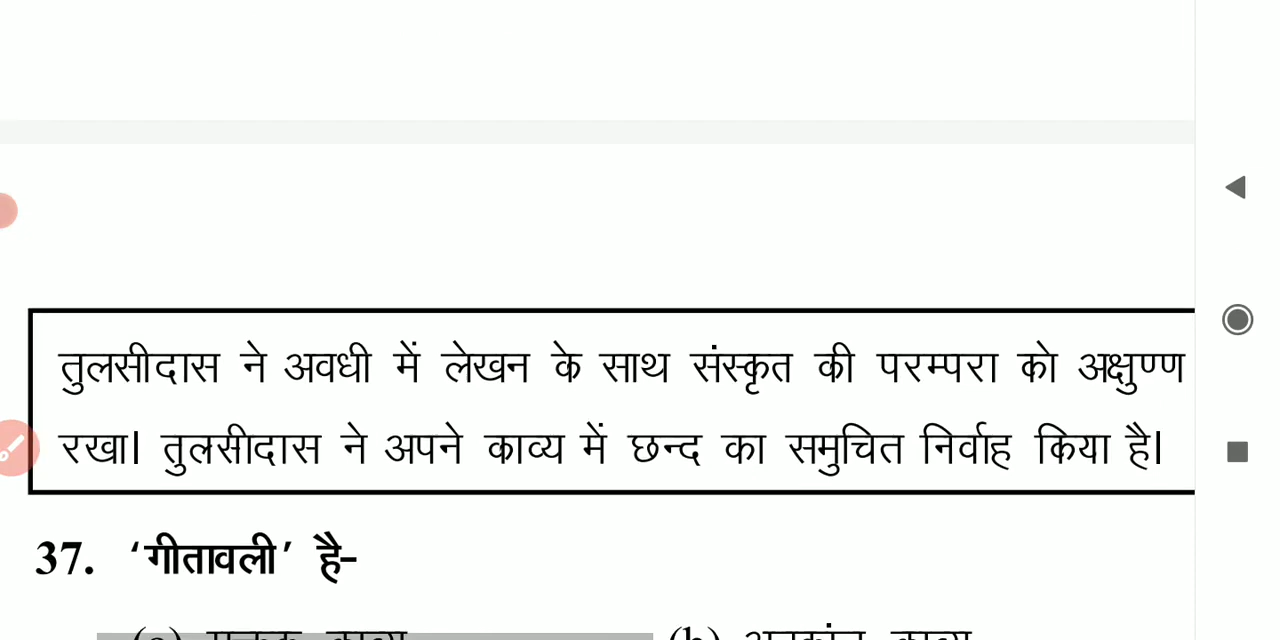 तुलसीदास ने अवधी में लेखन के साथ संस्कृत की परम्परा को अक्षुण्ण
रखा। तुलसीदास ने अपने काव्य में छन्द का समुचित निर्वाह किया है।
37. ‘गीतावली’ है-
(a) काव्य (b) काव्य